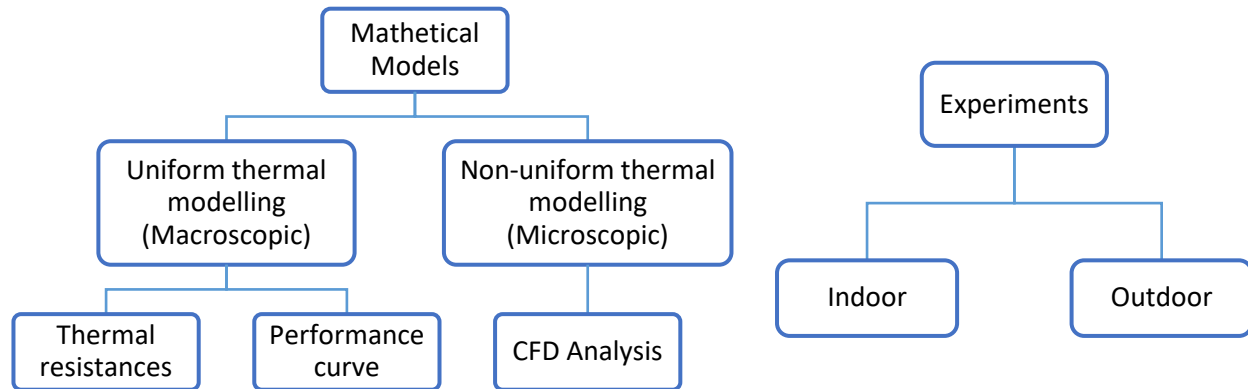 Mathetical
Models
Uniform thermal
modelling
(Macroscopic)
Non-uniform thermal
modelling
(Microscopic)
Thermal
resistances
Performance
curve
CFD Analysis
Experiments
Indoor
Outdoor